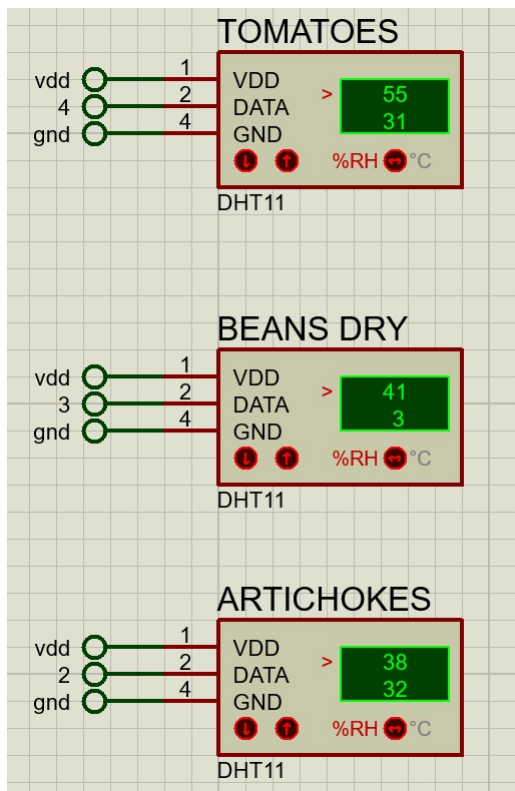 TOMATOES
vdd 1 VDD > 55
4 2 DATA 31
gnd 4 GND
%RH °C
DHT11
BEANS DRY
vdd 1 VDD > 41
3 2 DATA 3
gnd 4 GND
%RH °C
DHT11
ARTICHOKES
vdd 1 VDD > 38
2 2 DATA 32
gnd 4 GND
%RH °C
DHT11